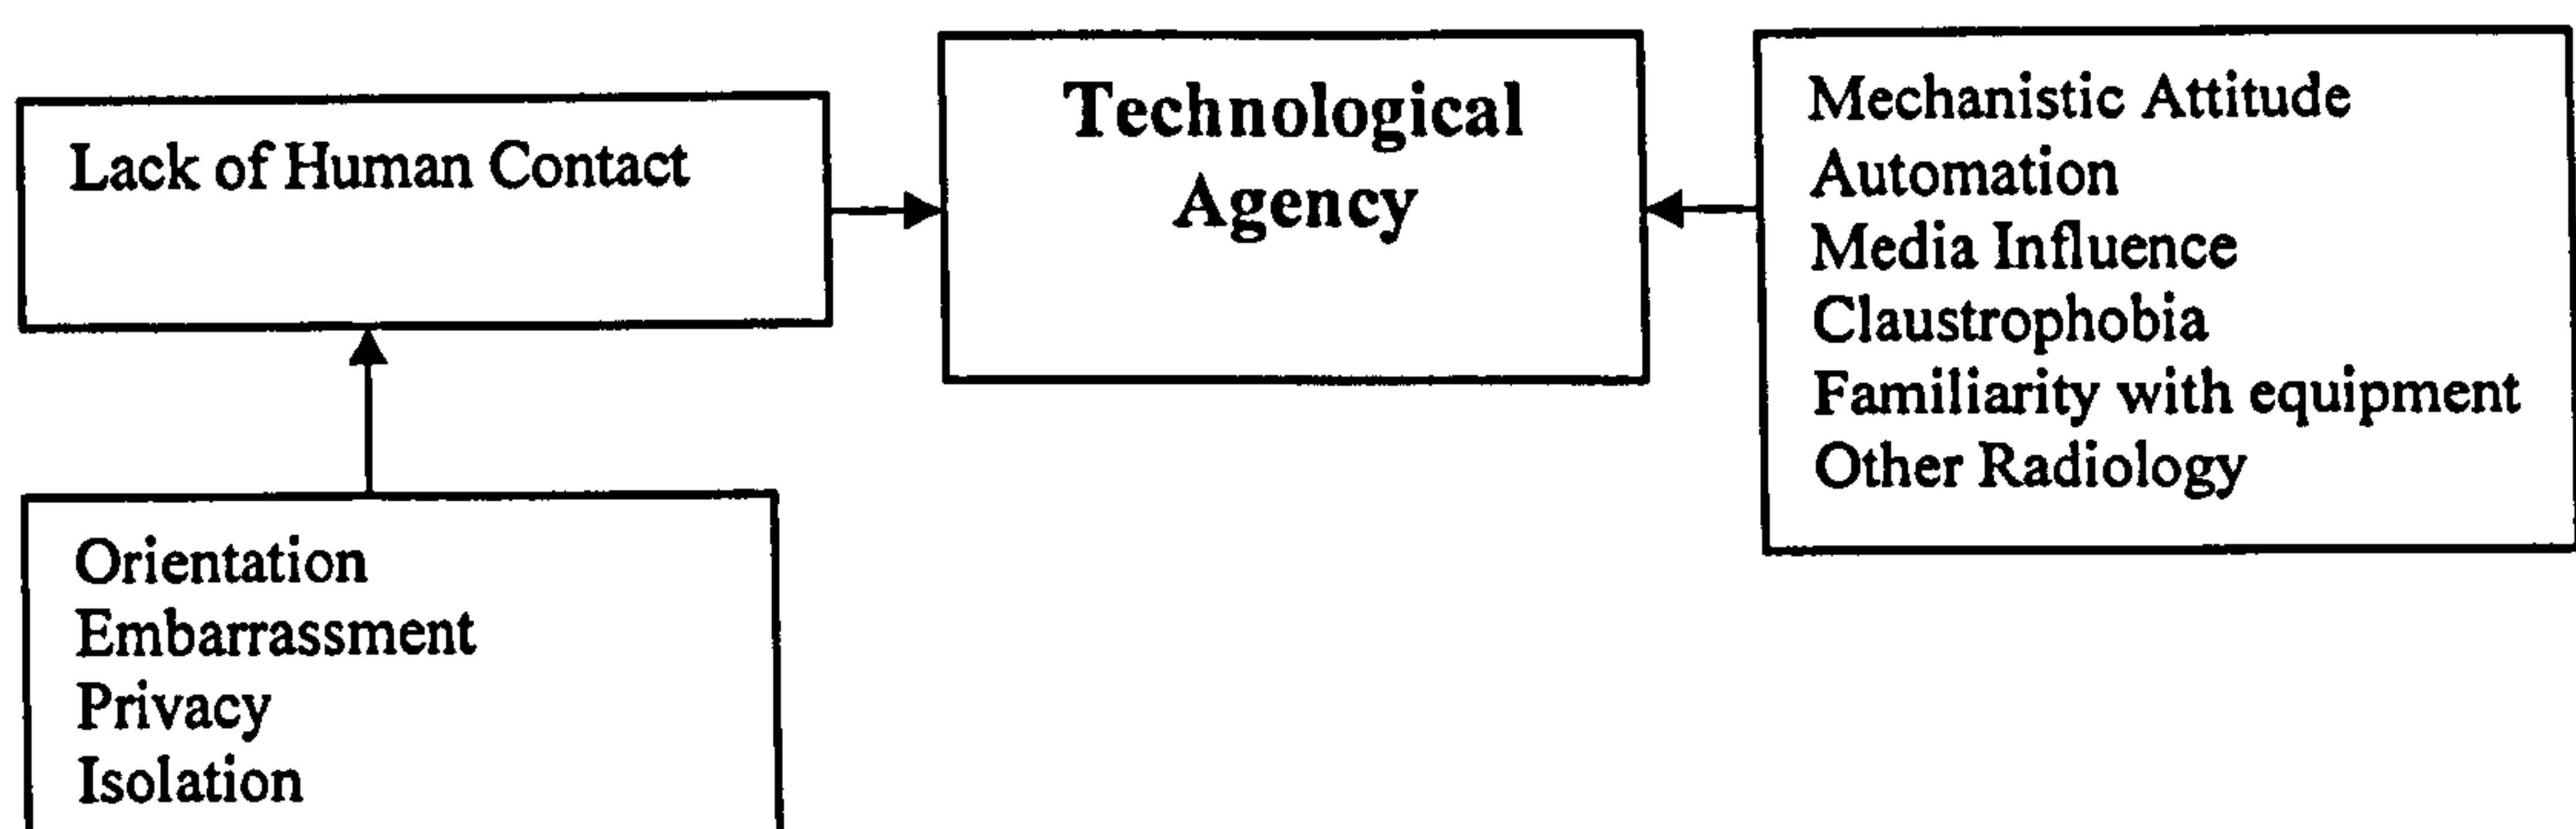 Lack of Human Contact
Technological
Agency
Mechanistic Attitude
Automation
Media Influence
Claustrophobia
Familiarity with equipment
Other Radiology
Orientation
Embarrassment
Privacy
Isolation